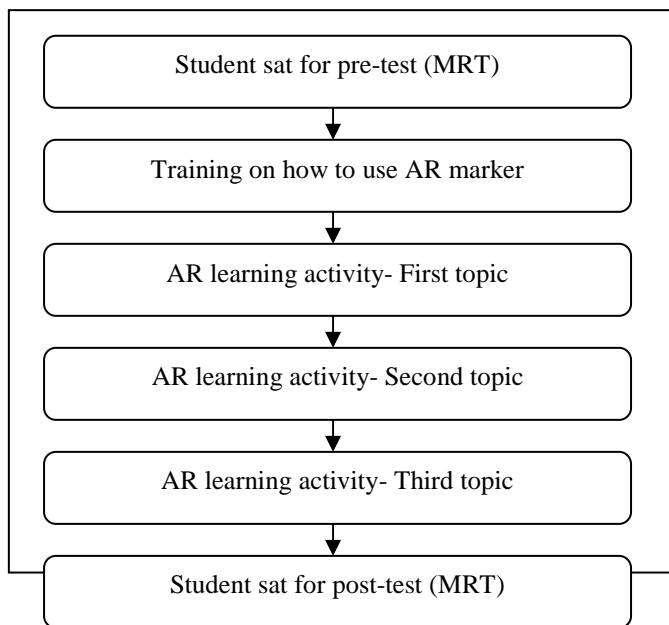 Student sat for pre-test (MRT)
Training on how to use AR marker
AR learning activity- First topic
AR learning activity- Second topic
AR learning activity- Third topic
Student sat for post-test (MRT)